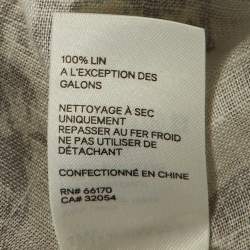 100% LIN
A L'EXCEPTION DES
GALONS
NETTOYAGE À SEC
UNIQUEMENT
REPASSER AU FER FROID
NE PAS UTILISER DE
DÉTACHANT
CONFECTIONNÉ EN CHINE
RN# 66170
CA# 32054